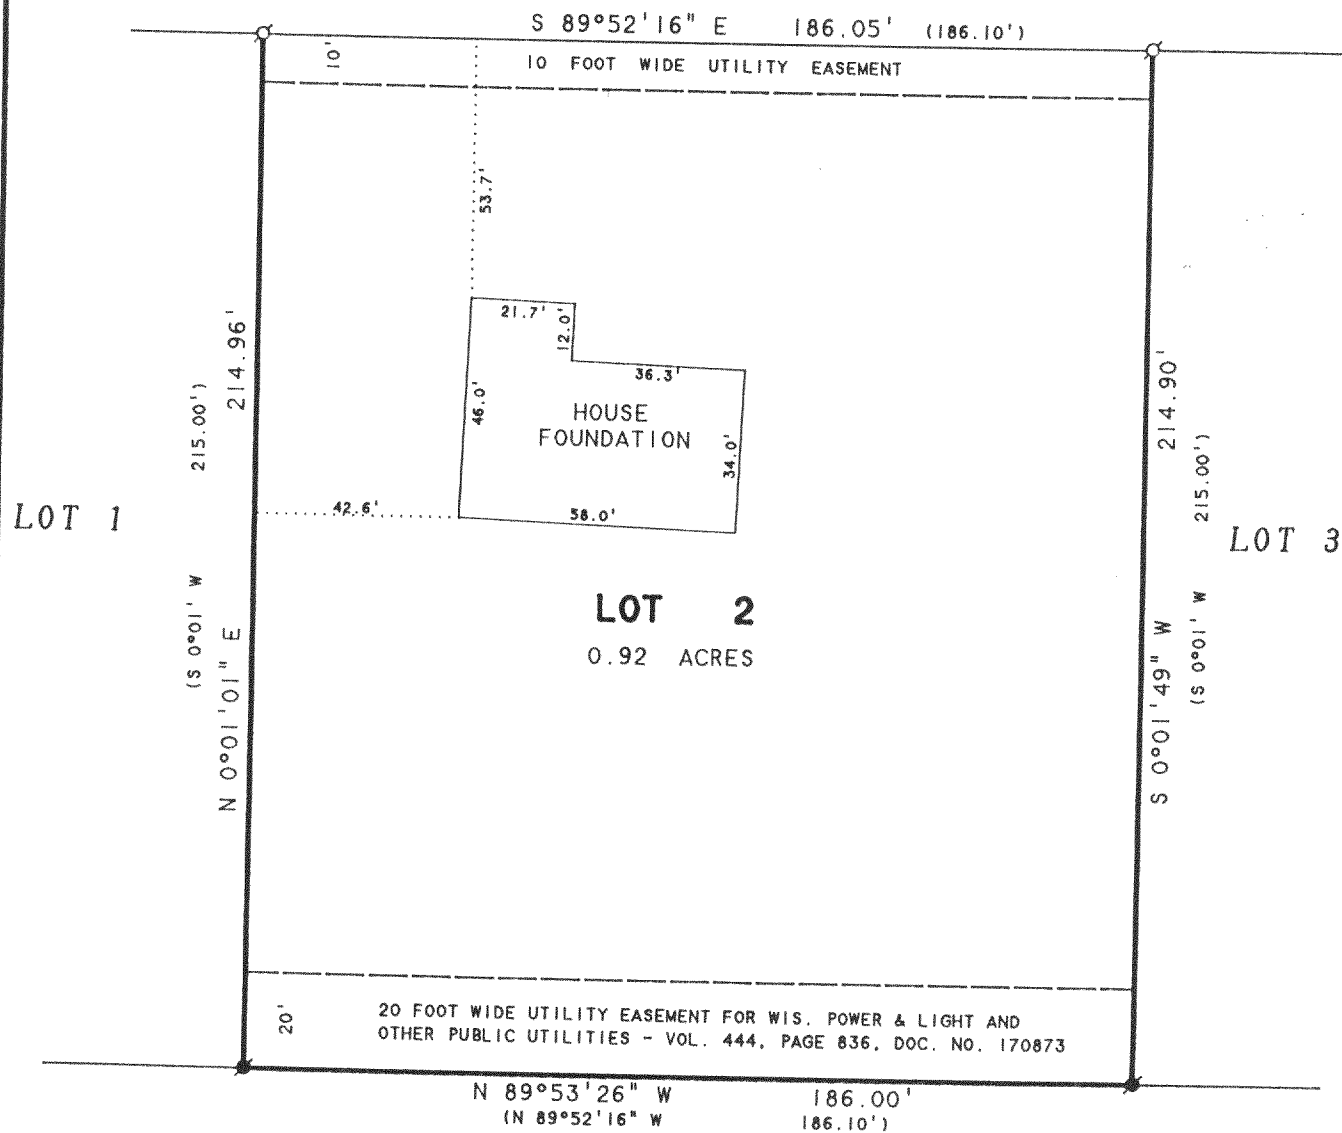 S 89°52'16" E 186.05' (186.10')
10'
10 FOOT WIDE UTILITY EASEMENT
53.7'
21.7'
12.0'
36.3'
46.0'
HOUSE
FOUNDATION
34.0'
42.6'
58.0'
214.96'
215.00')
N 0°01'01" E
(S 0°01' W
LOT 1
214.90'
215.00')
S 0°01'49" W
(S 0°01' W
LOT 3
LOT 2
0.92 ACRES
20'
20 FOOT WIDE UTILITY EASEMENT FOR WIS. POWER & LIGHT AND
OTHER PUBLIC UTILITIES - VOL. 444, PAGE 836, DOC. NO. 170873
N 89°53'26" W 186.00'
(N 89°52'16" W 186.10')